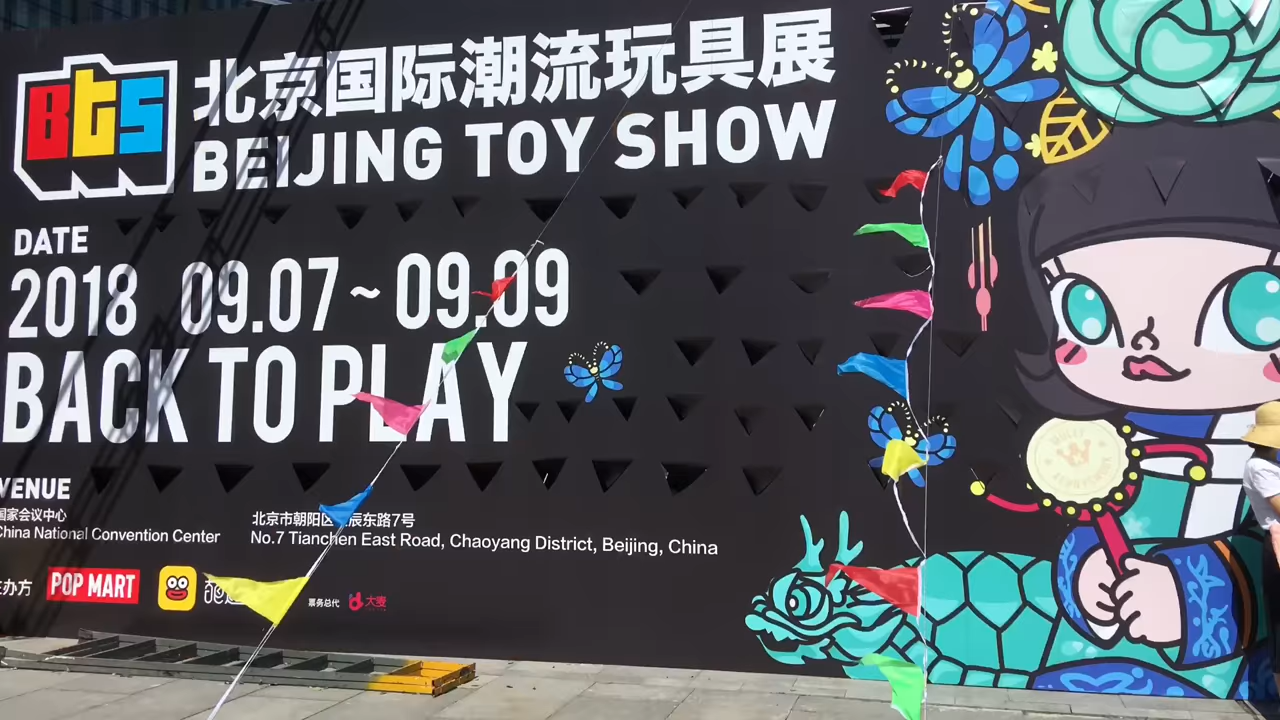 BTS
北京国际潮流玩具展
BEIJING TOY SHOW
DATE
2018 09.07~09.09
BACK TO PLAY
VENUE
国家会议中心
China National Convention Center
北京市朝阳区 辰东路7号
No.7 Tianchen East Road, Chaoyang District, Beijing, China
办方
POP MART
票务总代
大麦